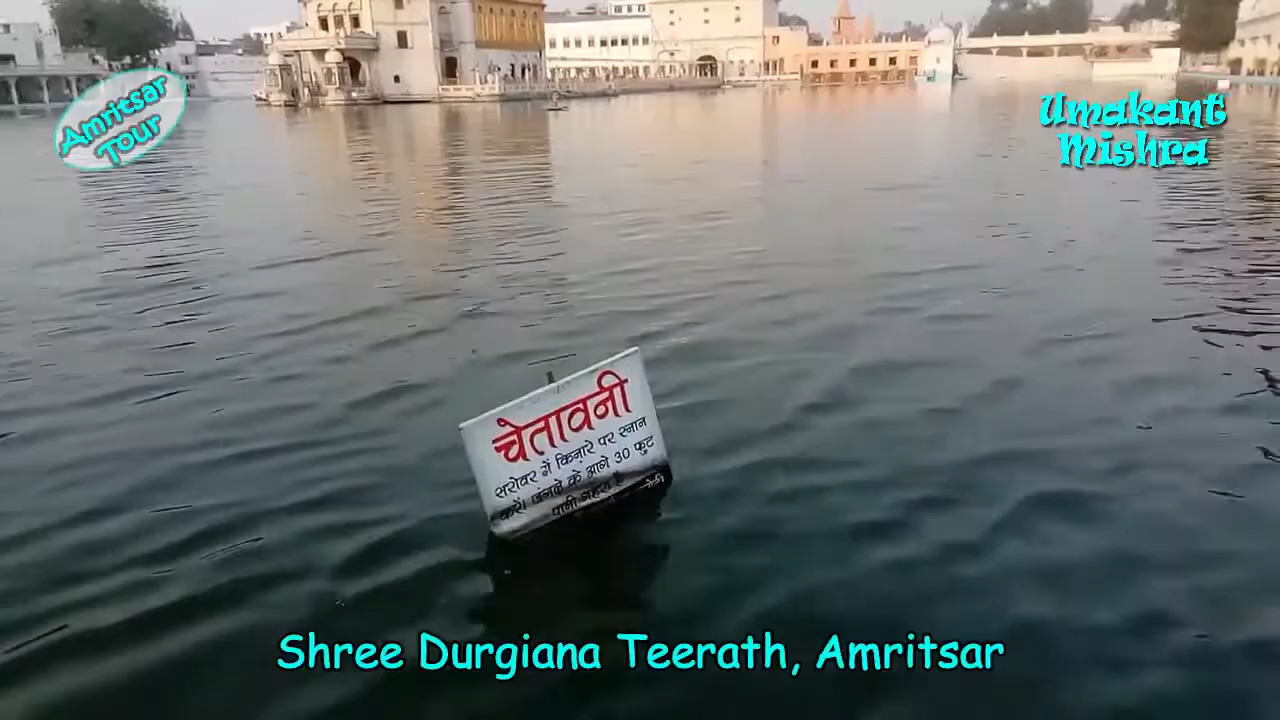 Amritsar
Tour
Umakant
Mishra
चेतावनी
सरोवर में किनारे पर स्नान
करें। जंगले के आगे 30 फुट
पानी गहरा है
Shree Durgiana Teerath, Amritsar